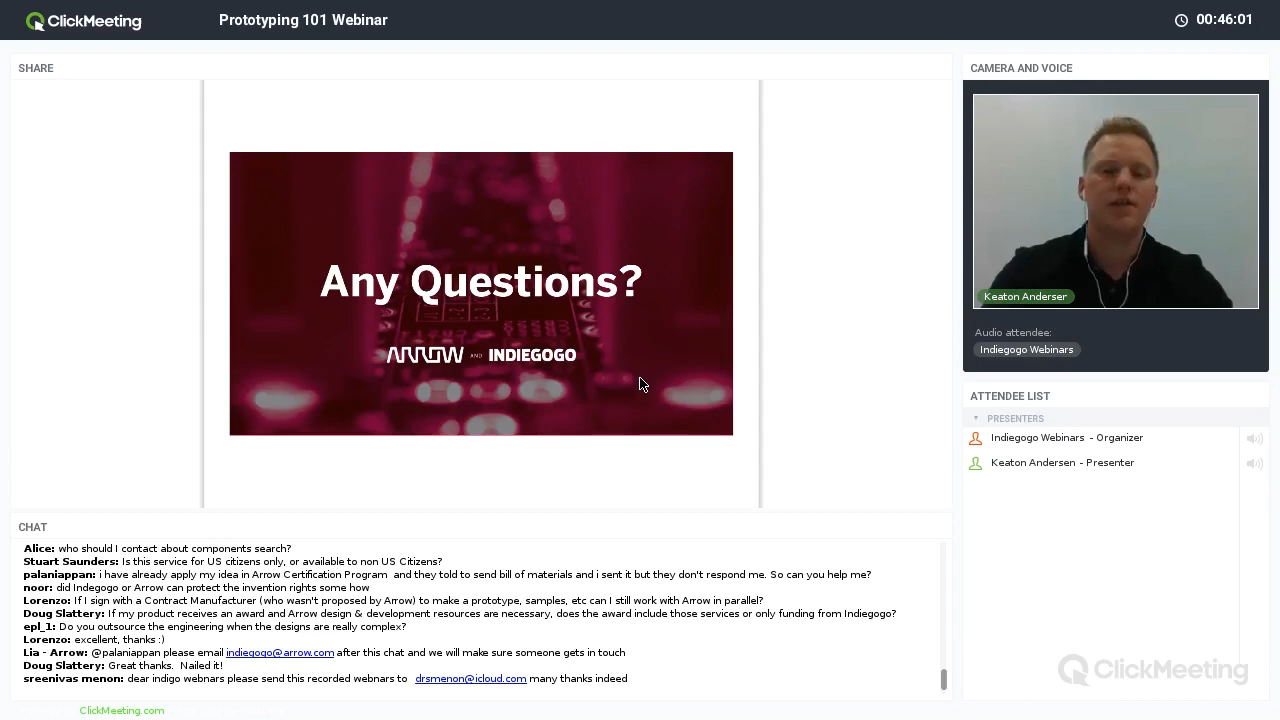 ClickMeeting
Prototyping 101 Webinar
00:46:01
SHARE
Any Questions?
ARROW AND INDIEGOGO
CAMERA AND VOICE
Keaton Anderser
Audio attendee:
Indiegogo Webinars
ATTENDEE LIST
PRESENTERS
Indiegogo Webinars - Organizer
Keaton Andersen - Presenter
CHAT
Alice: who should I contact about components search?
Stuart Saunders: Is this service for US citizens only, or available to non US Citizens?
palaniappan: i have already apply my idea in Arrow Certification Program and they told to send bill of materials and i sent it but they don't respond me. So can you help me?
noor: did Indegogo or Arrow can protect the invention rights some how
Lorenzo: If I sign with a Contract Manufacturer (who wasn't proposed by Arrow) to make a prototype, samples, etc can I still work with Arrow in parallel?
Doug Slattery: If my product receives an award and Arrow design & development resources are necessary, does the award include those services or only funding from Indiegogo?
epl_1: Do you outsource the engineering when the designs are really complex?
Lorenzo: excellent, thanks :)
Lia - Arrow: @palaniappan please email indiegogo@arrow.com after this chat and we will make sure someone gets in touch
Doug Slattery: Great thanks. Nailed it!
sreenivas menon: dear indigo webnars please send this recorded webnars to drsmenon@icloud.com many thanks indeed
ClickMeeting
ClickMeeting.com